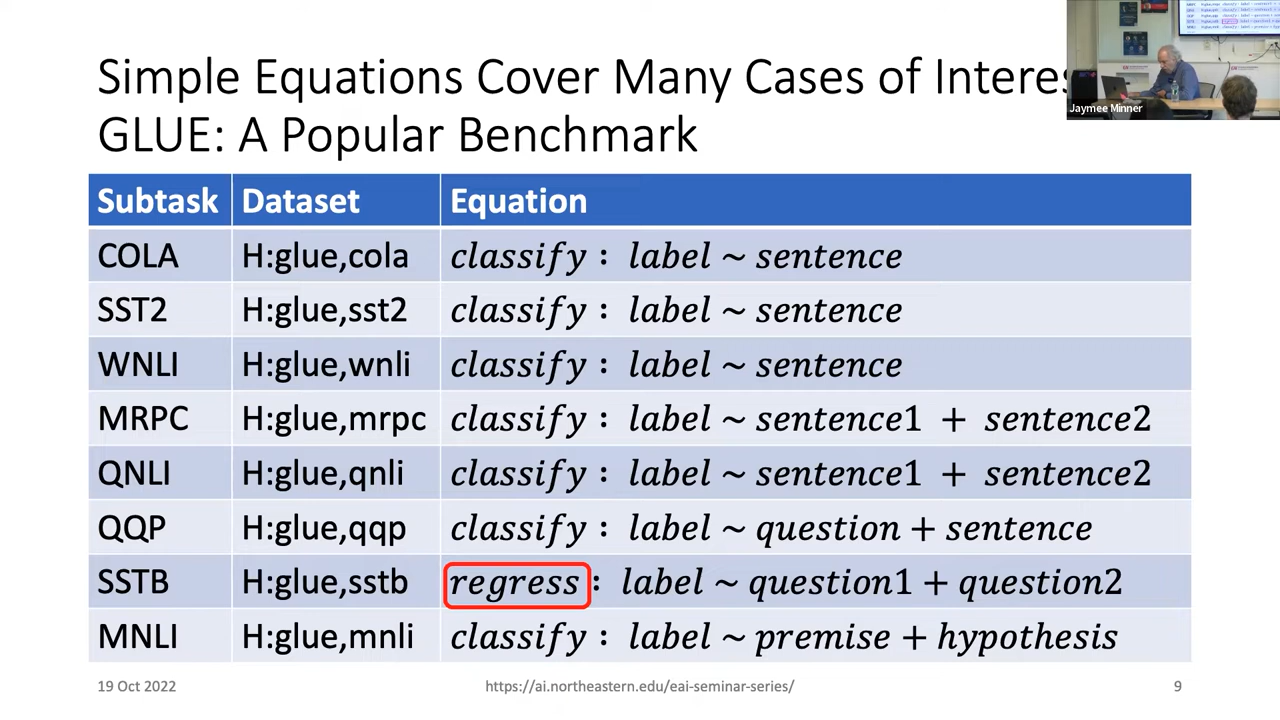 Simple Equations Cover Many Cases of Interes
GLUE: A Popular Benchmark
Jaymee Minner
Subtask Dataset Equation
COLA H:glue,cola classify: label ~ sentence
SST2 H:glue,sst2 classify: label ~ sentence
WNLI H:glue,wnli classify: label ~ sentence
MRPC H:glue,mrpc classify: label ~ sentence1 + sentence2
QNLI H:glue,qnli classify: label ~ sentence1 + sentence2
QQP H:glue,qqp classify: label ~ question + sentence
SSTB H:glue,sstb regress: label ~ question1 + question2
MNLI H:glue,mnli classify: label ~ premise + hypothesis
19 Oct 2022 https://ai.northeastern.edu/eai-seminar-series/ 9